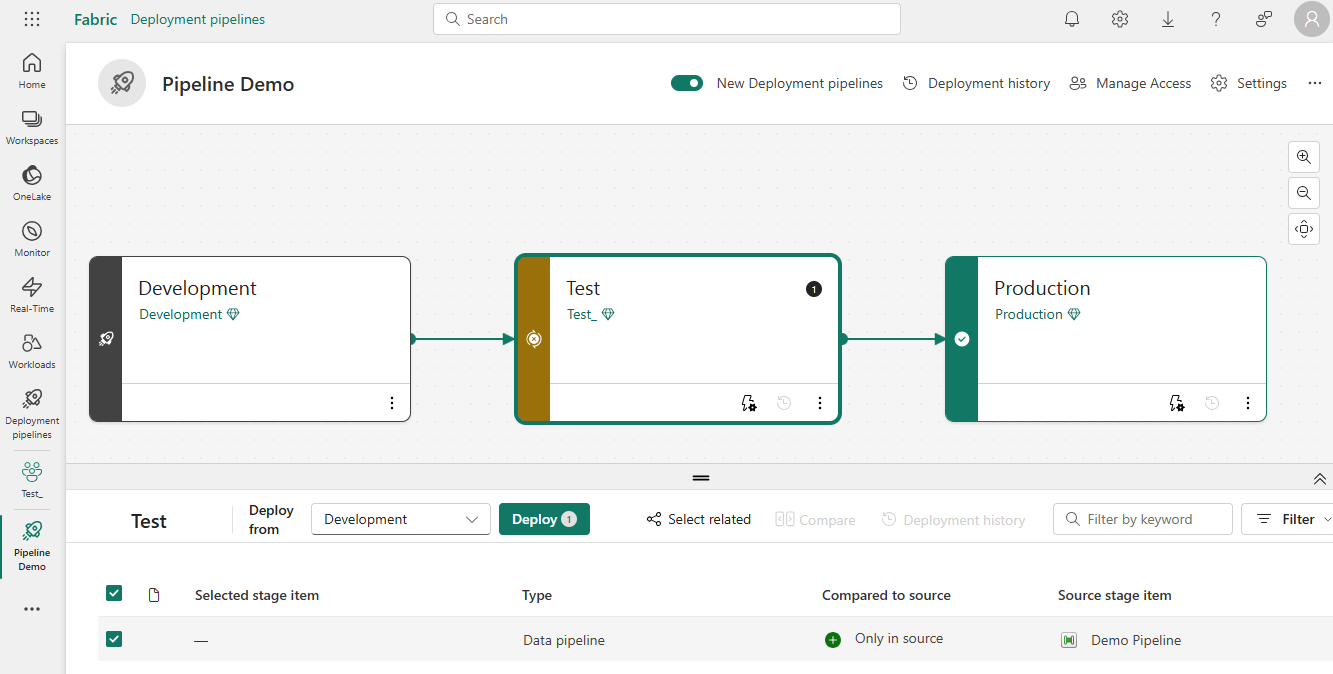 Fabric Deployment pipelines Search
Pipeline Demo New Deployment pipelines Deployment history Manage Access Settings
Home
Workspaces
OneLake
Monitor
Real-Time
Workloads
Deployment
pipelines
Test_
Pipeline
Demo
Development
Development
Test 1
Test_
Production
Production
Test Deploy from Development Deploy 1 Select related Compare Deployment history Filter by keyword Filter
Selected stage item Type Compared to source Source stage item
— Data pipeline Only in source Demo Pipeline